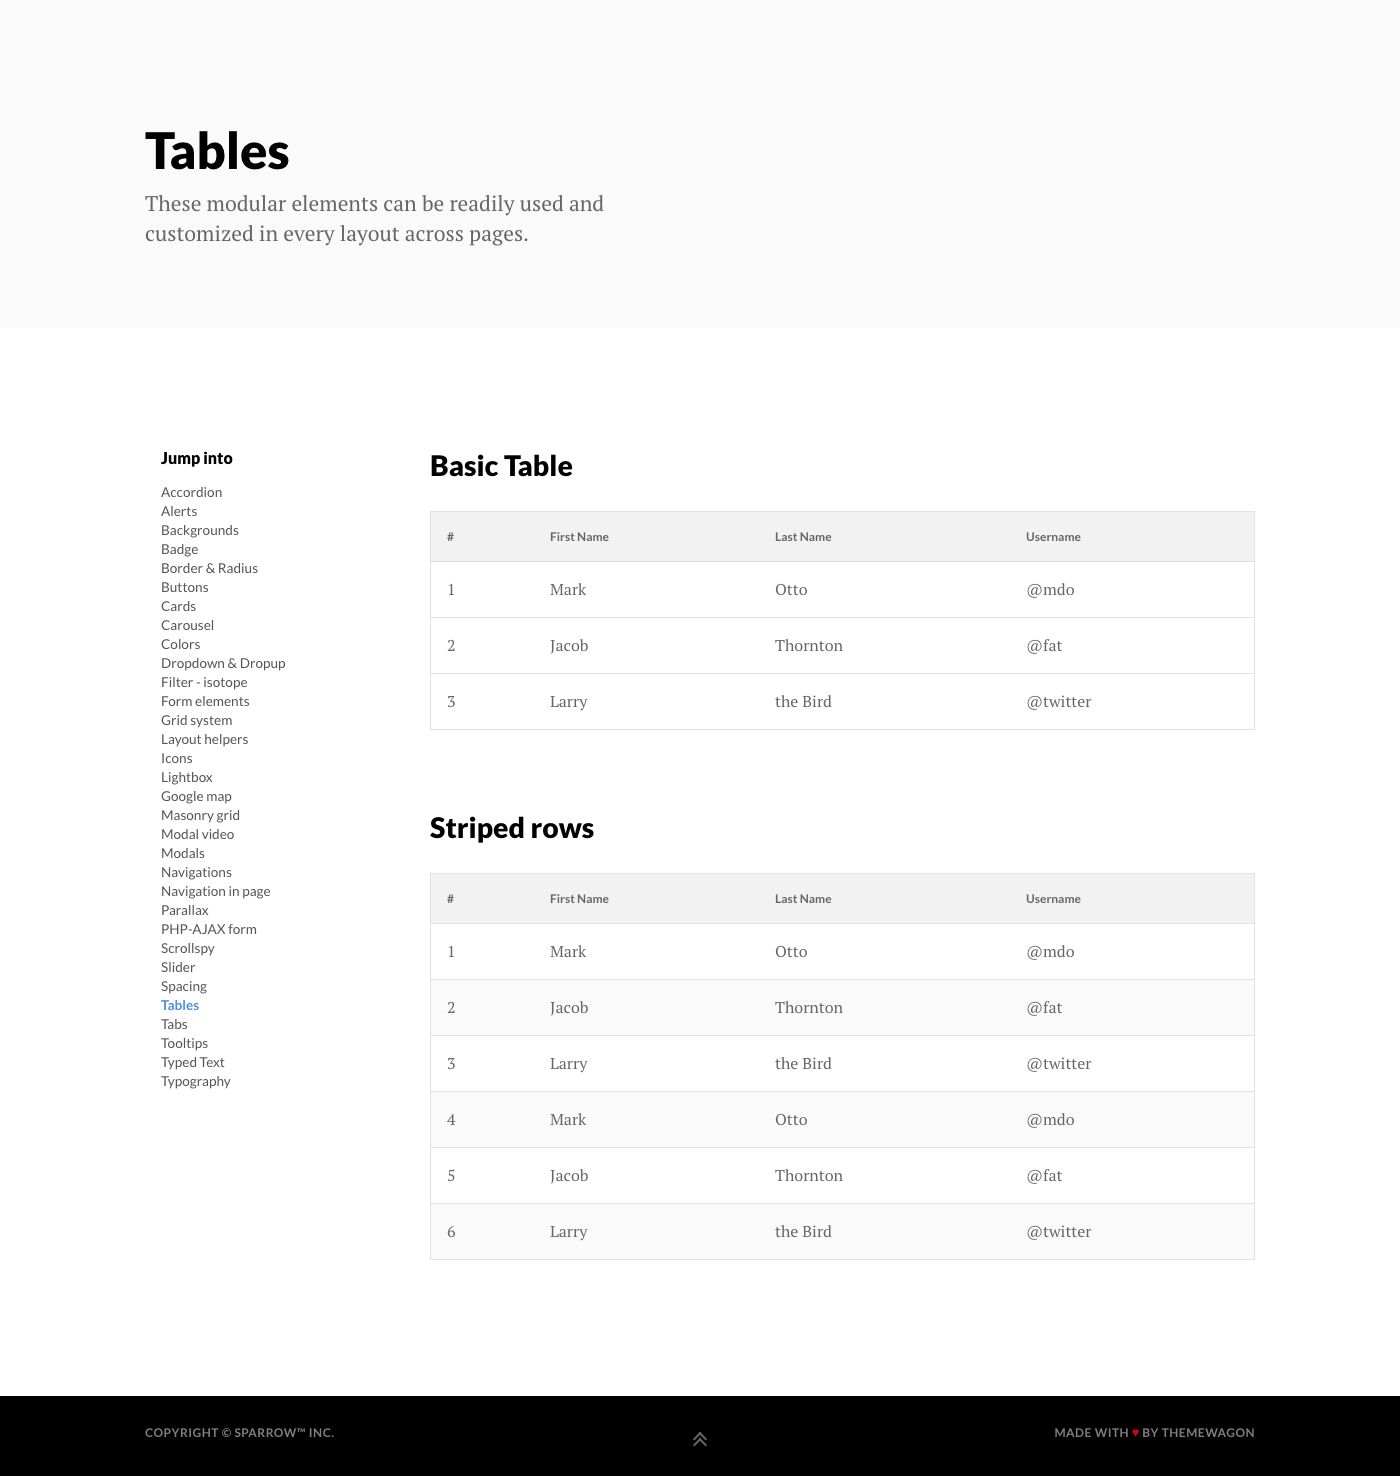 Tables
These modular elements can be readily used and
customized in every layout across pages.
Jump into
Accordion
Alerts
Backgrounds
Badge
Border & Radius
Buttons
Cards
Carousel
Colors
Dropdown & Dropup
Filter - isotope
Form elements
Grid system
Layout helpers
Icons
Lightbox
Google map
Masonry grid
Modal video
Modals
Navigations
Navigation in page
Parallax
PHP-AJAX form
Scrollspy
Slider
Spacing
Tables
Tabs
Tooltips
Typed Text
Typography
Basic Table
# First Name Last Name Username
1 Mark Otto @mdo
2 Jacob Thornton @fat
3 Larry the Bird @twitter
Striped rows
# First Name Last Name Username
1 Mark Otto @mdo
2 Jacob Thornton @fat
3 Larry the Bird @twitter
4 Mark Otto @mdo
5 Jacob Thornton @fat
6 Larry the Bird @twitter
COPYRIGHT © SPARROW™ INC.
MADE WITH ♥ BY THEMEWAGON